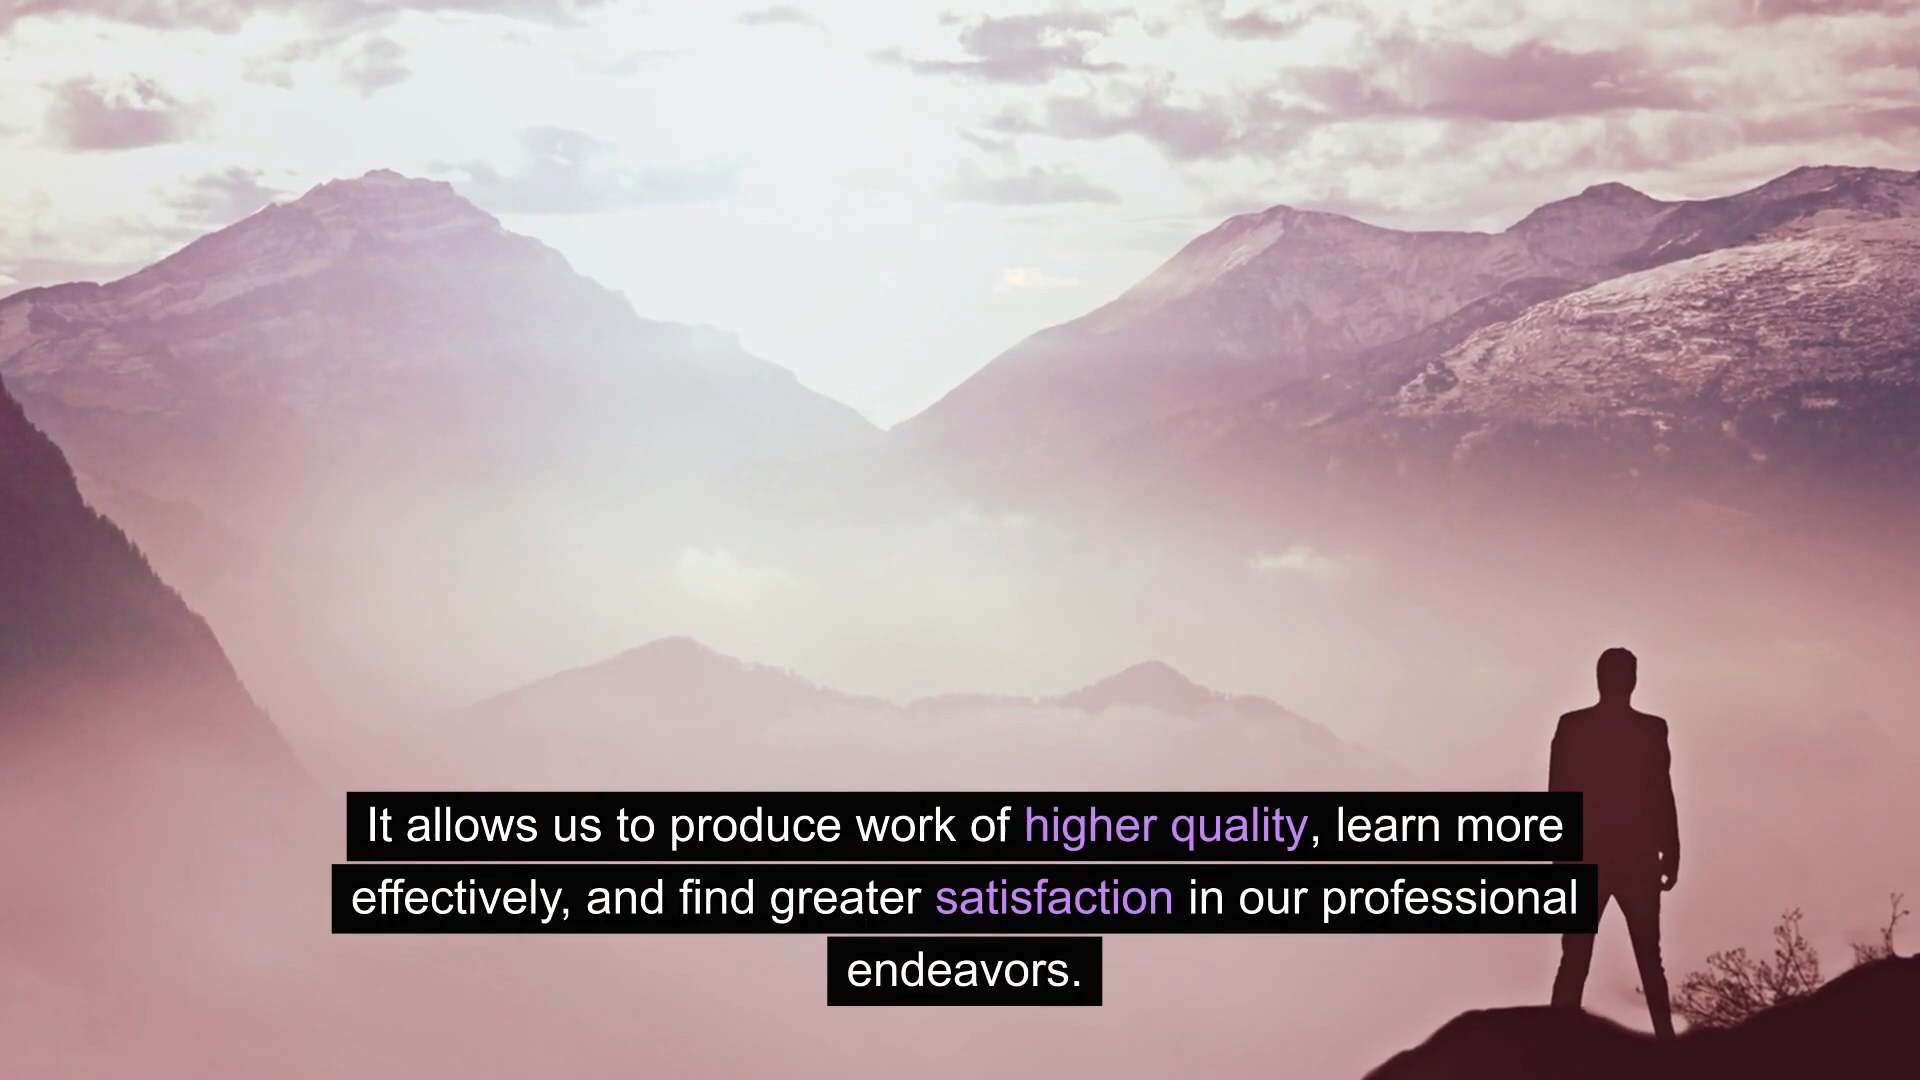 It allows us to produce work of higher quality, learn more
effectively, and find greater satisfaction in our professional
endeavors.